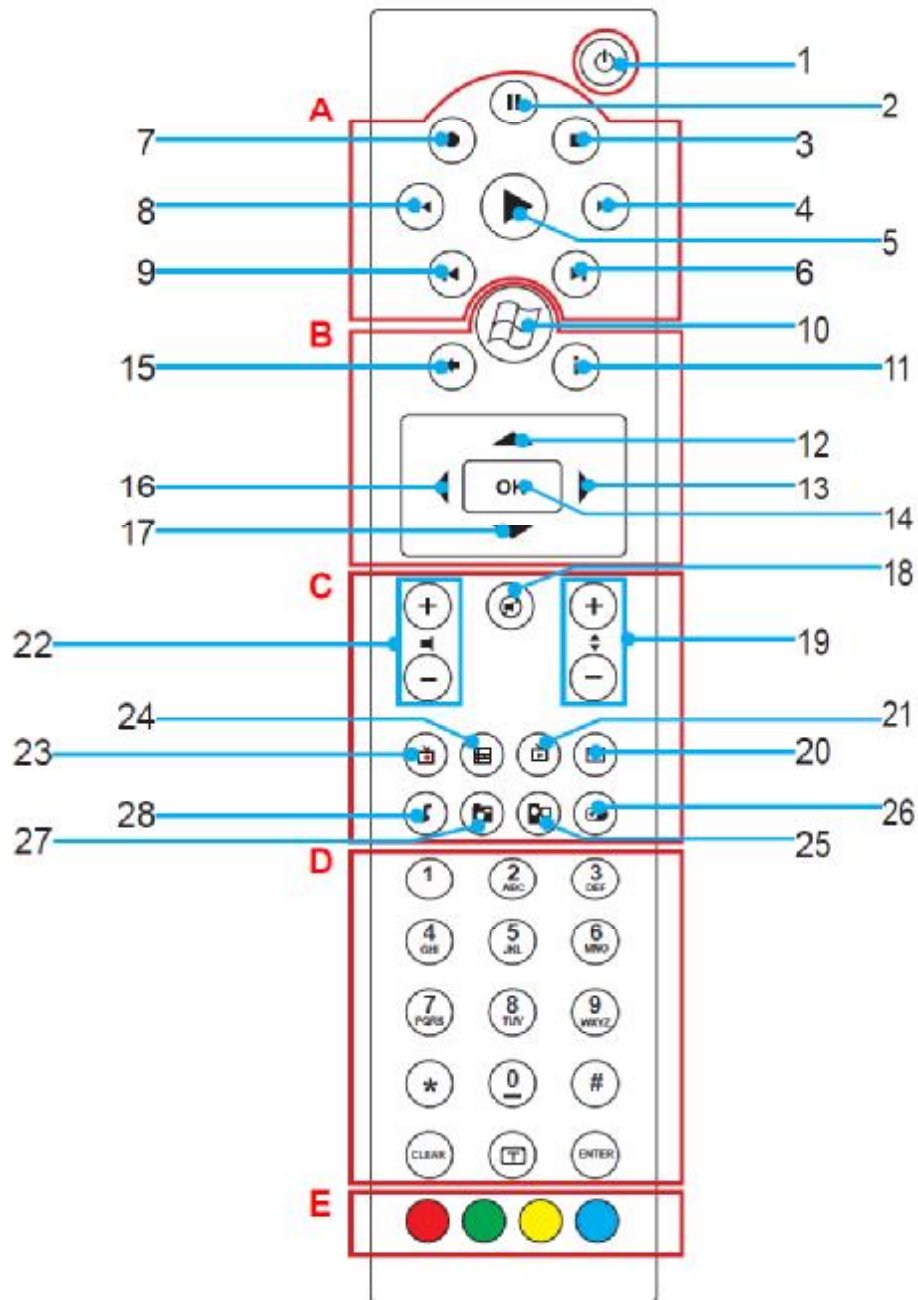 1
A
2
7
3
8
4
5
9
6
B
10
15
11
12
16
OK
13
17
14
C
18
+
+
22
19
−
−
24
21
23
20
28
26
27
25
D
1
2
3
ABC
DEF
4
5
6
GHI
JKL
MNO
7
8
9
PQRS
TUV
WXYZ
*
0
#
CLEAR
T
ENTER
E